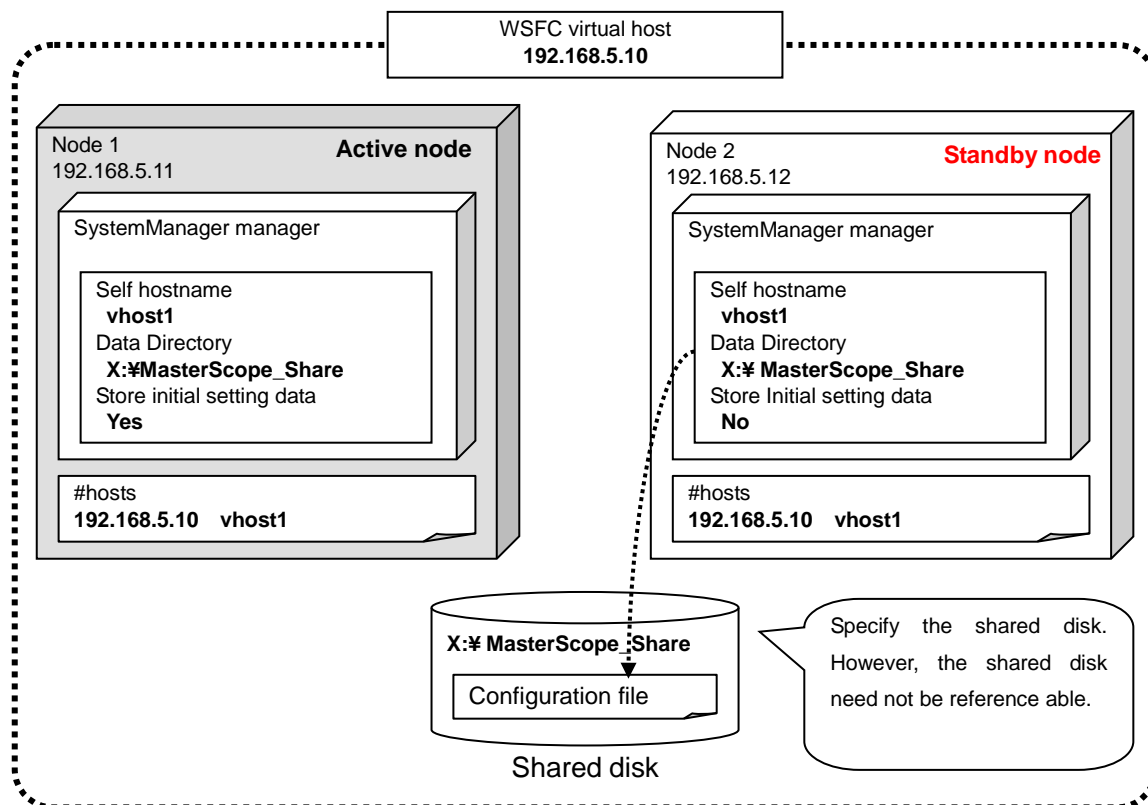 WSFC virtual host
192.168.5.10
Node 1
Active node
192.168.5.11
SystemManager manager
Self hostname
vhost1
Data Directory
X:¥MasterScope_Share
Store initial setting data
Yes
#hosts
192.168.5.10 vhost1
Node 2
Standby node
192.168.5.12
SystemManager manager
Self hostname
vhost1
Data Directory
X:¥ MasterScope_Share
Store Initial setting data
No
#hosts
192.168.5.10 vhost1
X:¥ MasterScope_Share
Configuration file
Shared disk
Specify the shared disk.
However, the shared disk
need not be reference able.